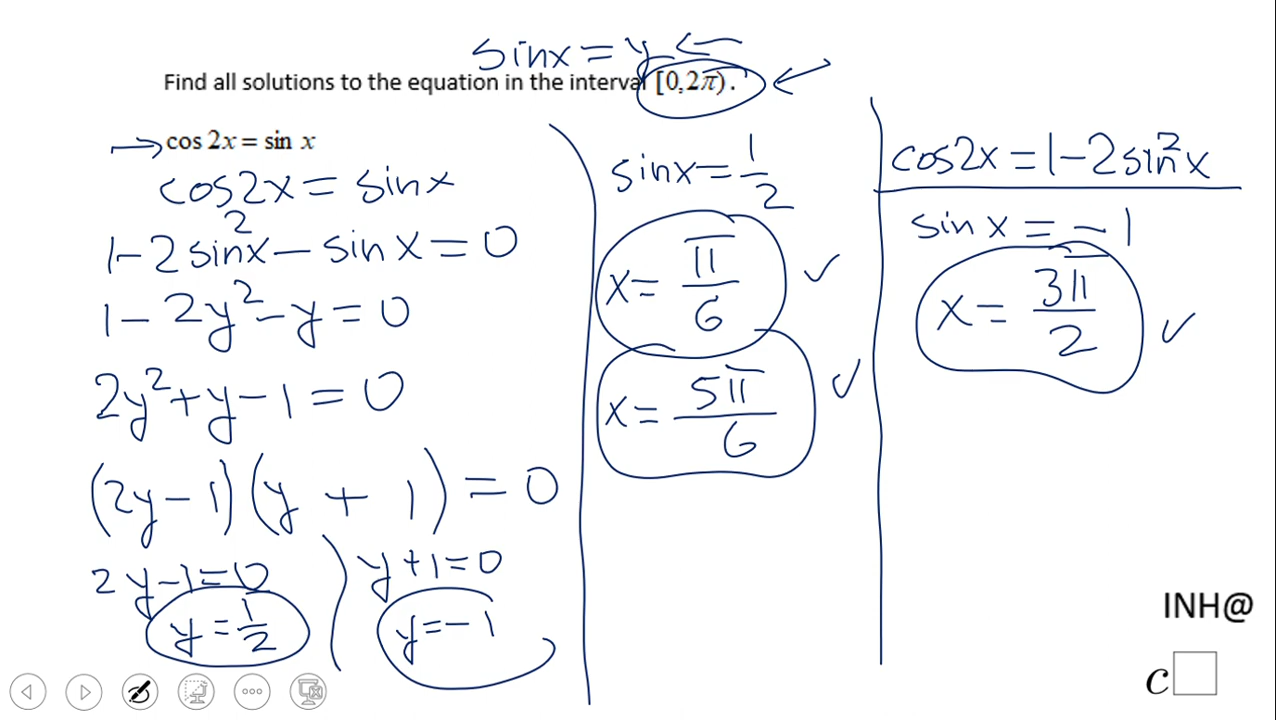 sinx = y ←
Find all solutions to the equation in the interval [0,2π). ←
→ cos 2x = sin x
cos2x = sinx
1 - 2sin²x - sin x = 0
1 - 2y² - y = 0
2y² + y - 1 = 0
(2y - 1)(y + 1) = 0
2y - 1 = 0
y = 1/2
y + 1 = 0
y = -1
sinx = 1/2
x = π/6 ✓
x = 5π/6 ✓
cos2x = 1 - 2sin²x
sin x = -1
x = 3π/2 ✓
INH@
c